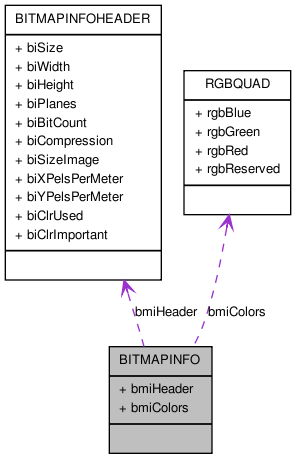 BITMAPINFOHEADER
+ biSize
+ biWidth
+ biHeight
+ biPlanes
+ biBitCount
+ biCompression
+ biSizeImage
+ biXPelsPerMeter
+ biYPelsPerMeter
+ biClrUsed
+ biClrImportant
RGBQUAD
+ rgbBlue
+ rgbGreen
+ rgbRed
+ rgbReserved
bmiHeader
bmiColors
BITMAPINFO
+ bmiHeader
+ bmiColors